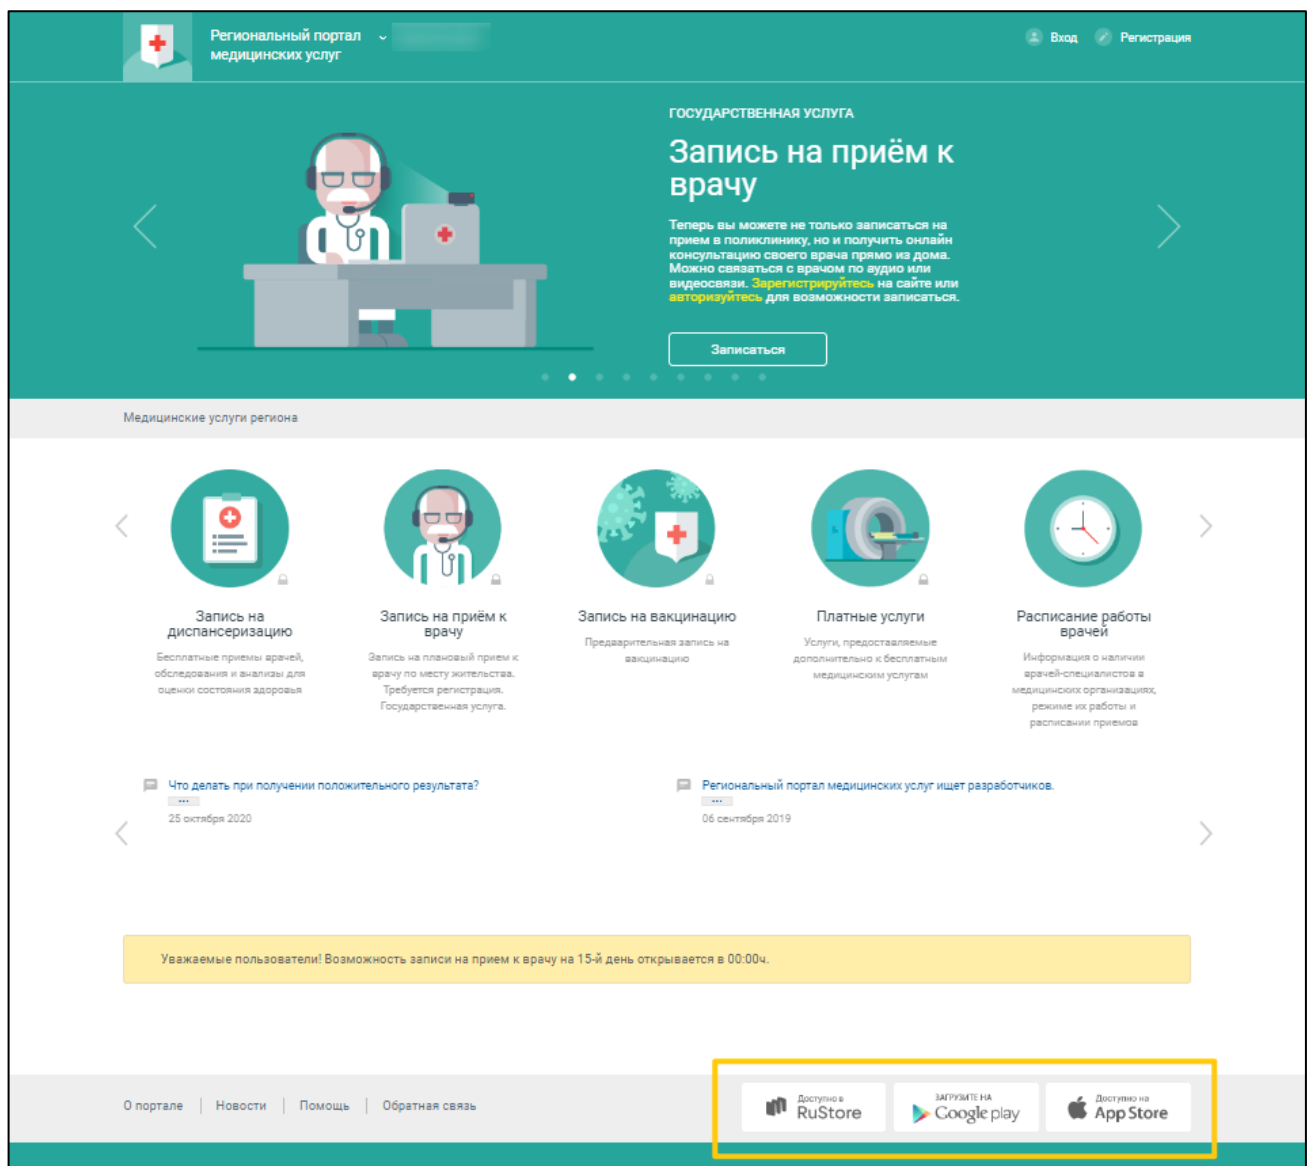 Региональный портал
медицинских услуг
Вход
Регистрация
ГОСУДАРСТВЕННАЯ УСЛУГА
Запись на приём к
врачу
Теперь вы можете не только записаться на
прием в поликлинику, но и получить онлайн
консультацию своего врача прямо из дома.
Можно связаться с врачом по аудио или
видеосвязи. Зарегистрируйтесь на сайте или
авторизуйтесь для возможности записаться.
Записаться
Медицинские услуги региона
Запись на
диспансеризацию
Бесплатные приемы врачей,
обследования и анализы для
оценки состояния здоровья
Запись на приём к
врачу
Запись на плановый прием к
врачу по месту жительства.
Требуется регистрация.
Государственная услуга.
Запись на вакцинацию
Предварительная запись на
вакцинацию
Платные услуги
Услуги, предоставляемые
дополнительно к бесплатным
медицинским услугам
Расписание работы
врачей
Информация о наличии
врачей-специалистов в
медицинских организациях,
режиме их работы и
расписании приемов
Что делать при получении положительного результата?
...
25 октября 2020
Региональный портал медицинских услуг ищет разработчиков.
...
06 сентября 2019
Уважаемые пользователи! Возможность записи на прием к врачу на 15-й день открывается в 00:00ч.
О портале | Новости | Помощь | Обратная связь
Доступно в
RuStore
ЗАГРУЗИТЕ НА
Google play
Доступно на
App Store